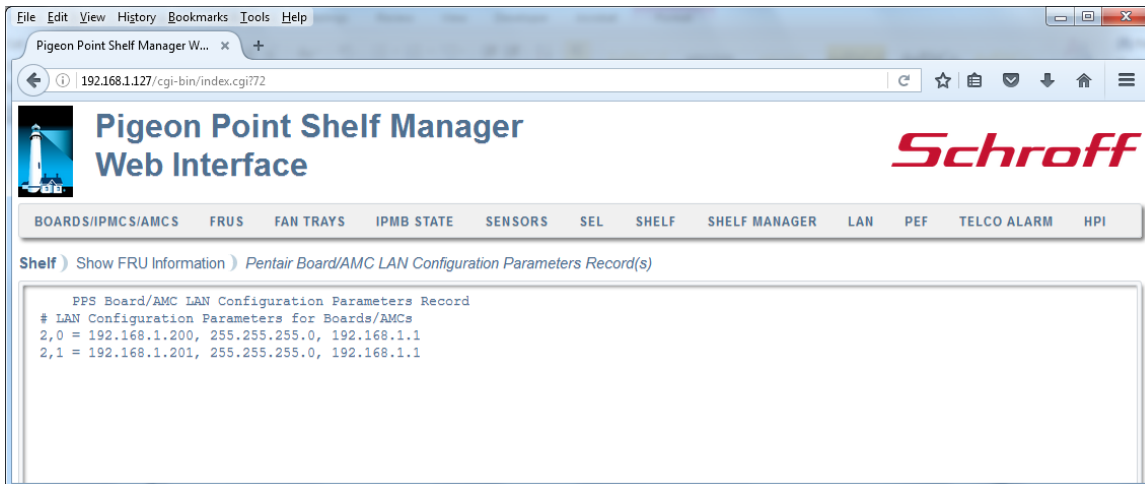 File Edit View History Bookmarks Tools Help
Pigeon Point Shelf Manager W... × +
192.168.1.127/cgi-bin/index.cgi?72
Pigeon Point Shelf Manager
Web Interface
Schroff
BOARDS/IPMCS/AMCS FRUS FAN TRAYS IPMB STATE SENSORS SEL SHELF SHELF MANAGER LAN PEF TELCO ALARM HPI
Shelf ) Show FRU Information ) Pentair Board/AMC LAN Configuration Parameters Record(s)
PPS Board/AMC LAN Configuration Parameters Record
# LAN Configuration Parameters for Boards/AMCs
2,0 = 192.168.1.200, 255.255.255.0, 192.168.1.1
2,1 = 192.168.1.201, 255.255.255.0, 192.168.1.1